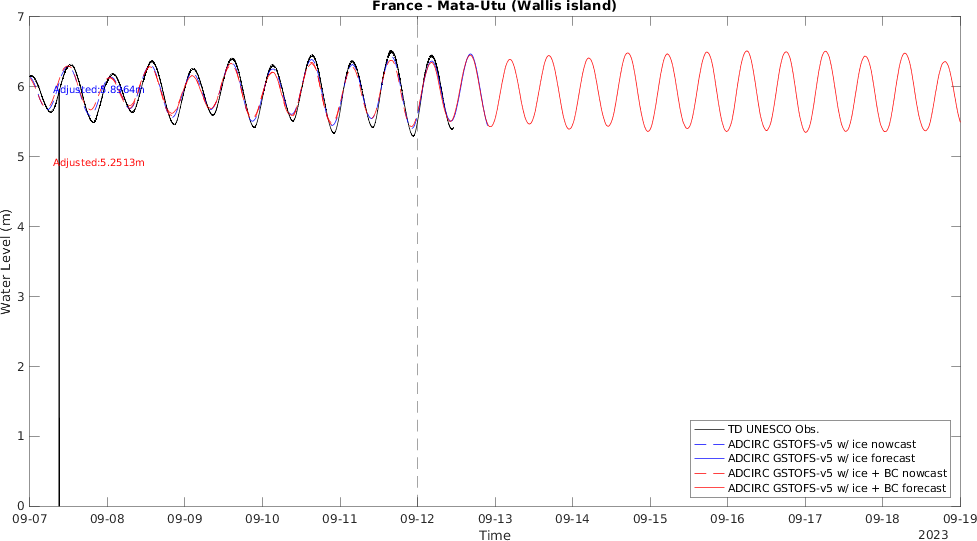 France - Mata-Utu (Wallis island)
7
6
5
4
3
2
1
0
Water Level (m)
Adjusted:5.8964m
Adjusted:5.2513m
TD UNESCO Obs.
ADCIRC GSTOFS-v5 w/ ice nowcast
ADCIRC GSTOFS-v5 w/ ice forecast
ADCIRC GSTOFS-v5 w/ ice + BC nowcast
ADCIRC GSTOFS-v5 w/ ice + BC forecast
09-07 09-08 09-09 09-10 09-11 09-12 09-13 09-14 09-15 09-16 09-17 09-18 09-19
Time
2023